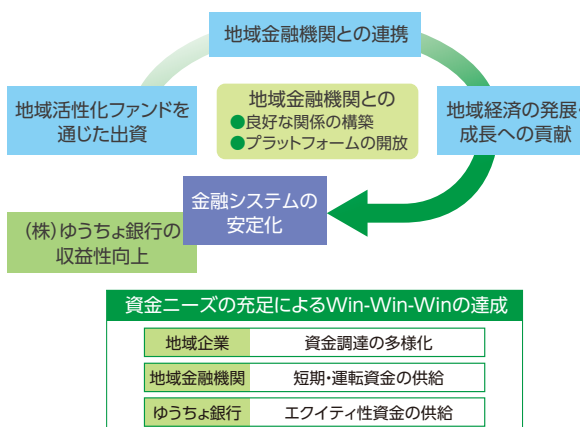 地域金融機関との連携
地域活性化ファンドを
通じた出資
地域金融機関との
●良好な関係の構築
●プラットフォームの開放
地域経済の発展・
成長への貢献
金融システムの
安定化
(株)ゆうちょ銀行の
収益性向上
資金ニーズの充足によるWin-Win-Winの達成
地域企業 資金調達の多様化
地域金融機関 短期・運転資金の供給
ゆうちょ銀行 エクイティ性資金の供給